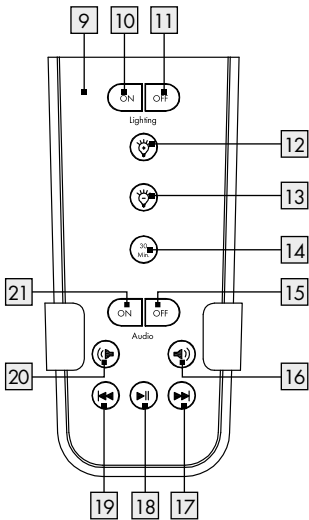 9 10 11
ON OFF
Lighting
12
13
30
Min.
14
21 15
ON OFF
Audio
20 16
19 18 17